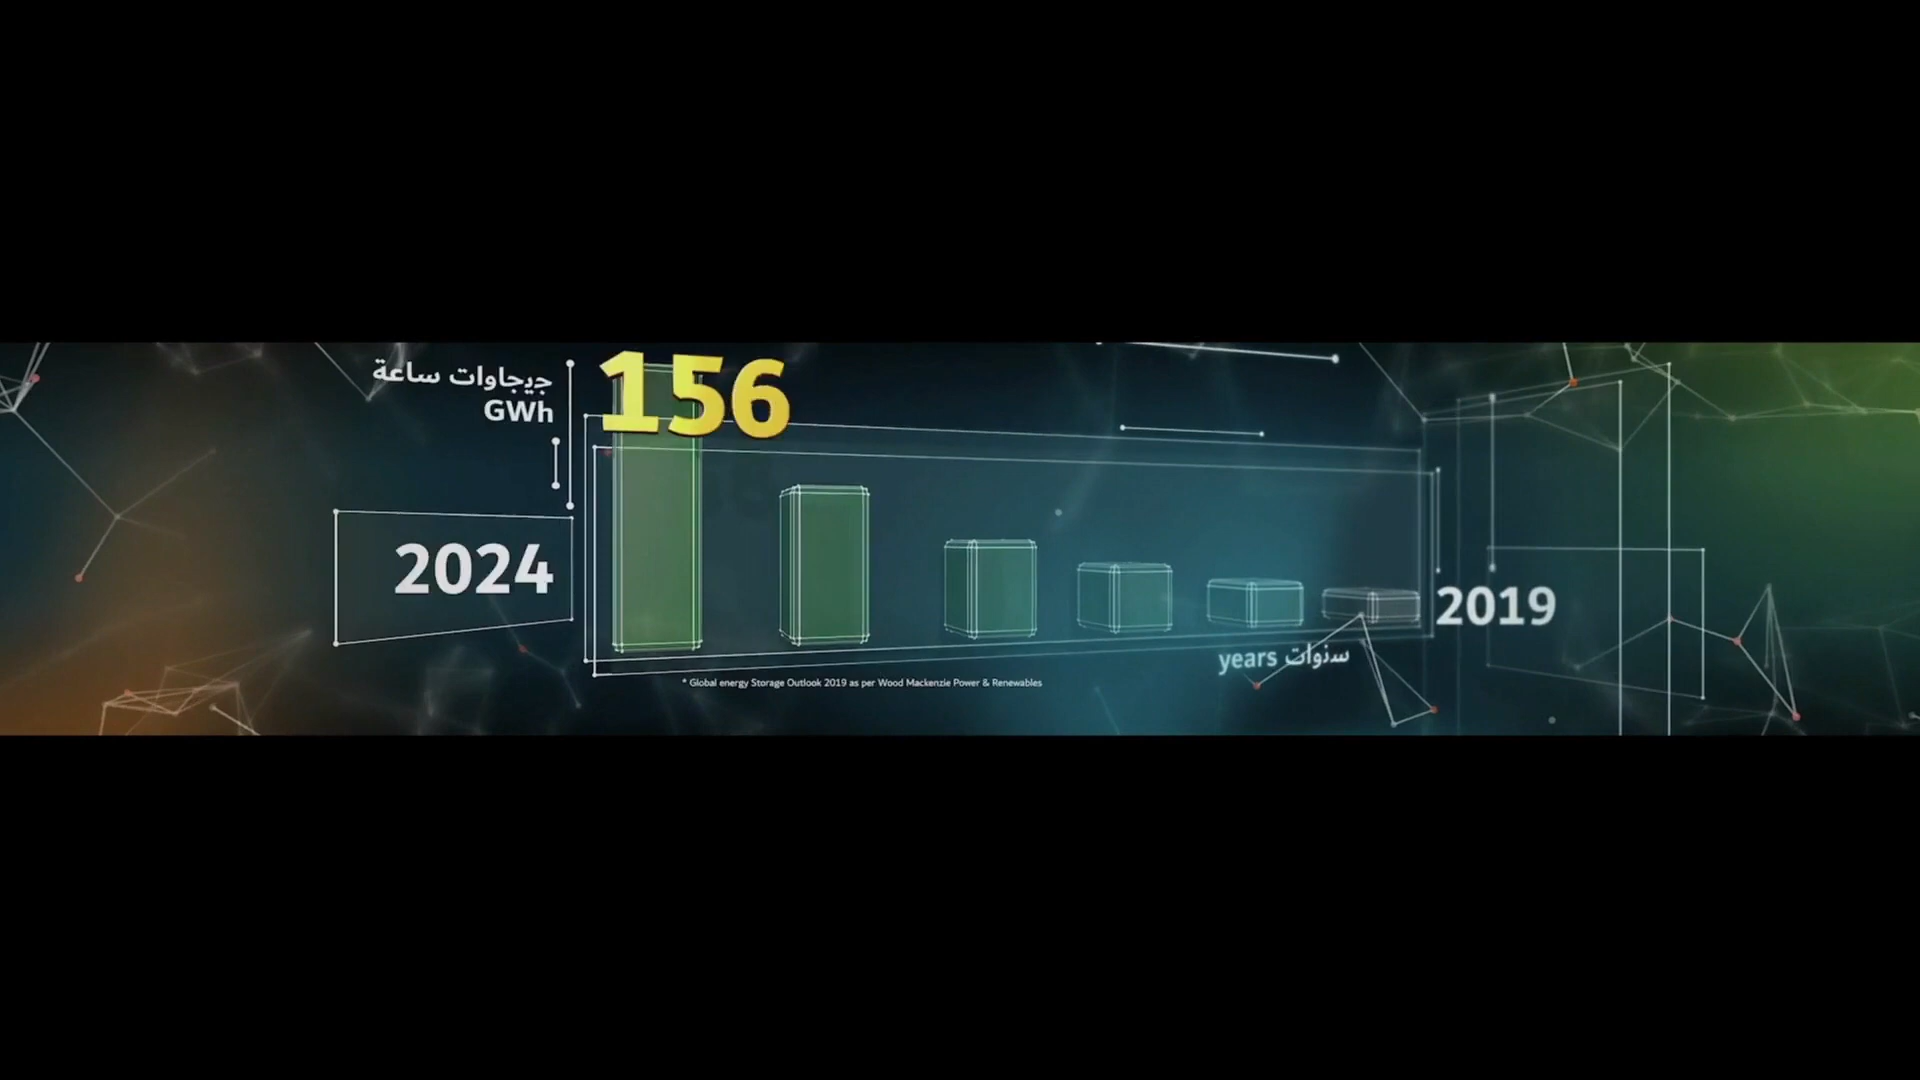 جيجاوات ساعة
GWh
156
2024
2019
years سنوات
* Global energy Storage Outlook 2019 as per Wood Mackenzie Power & Renewables